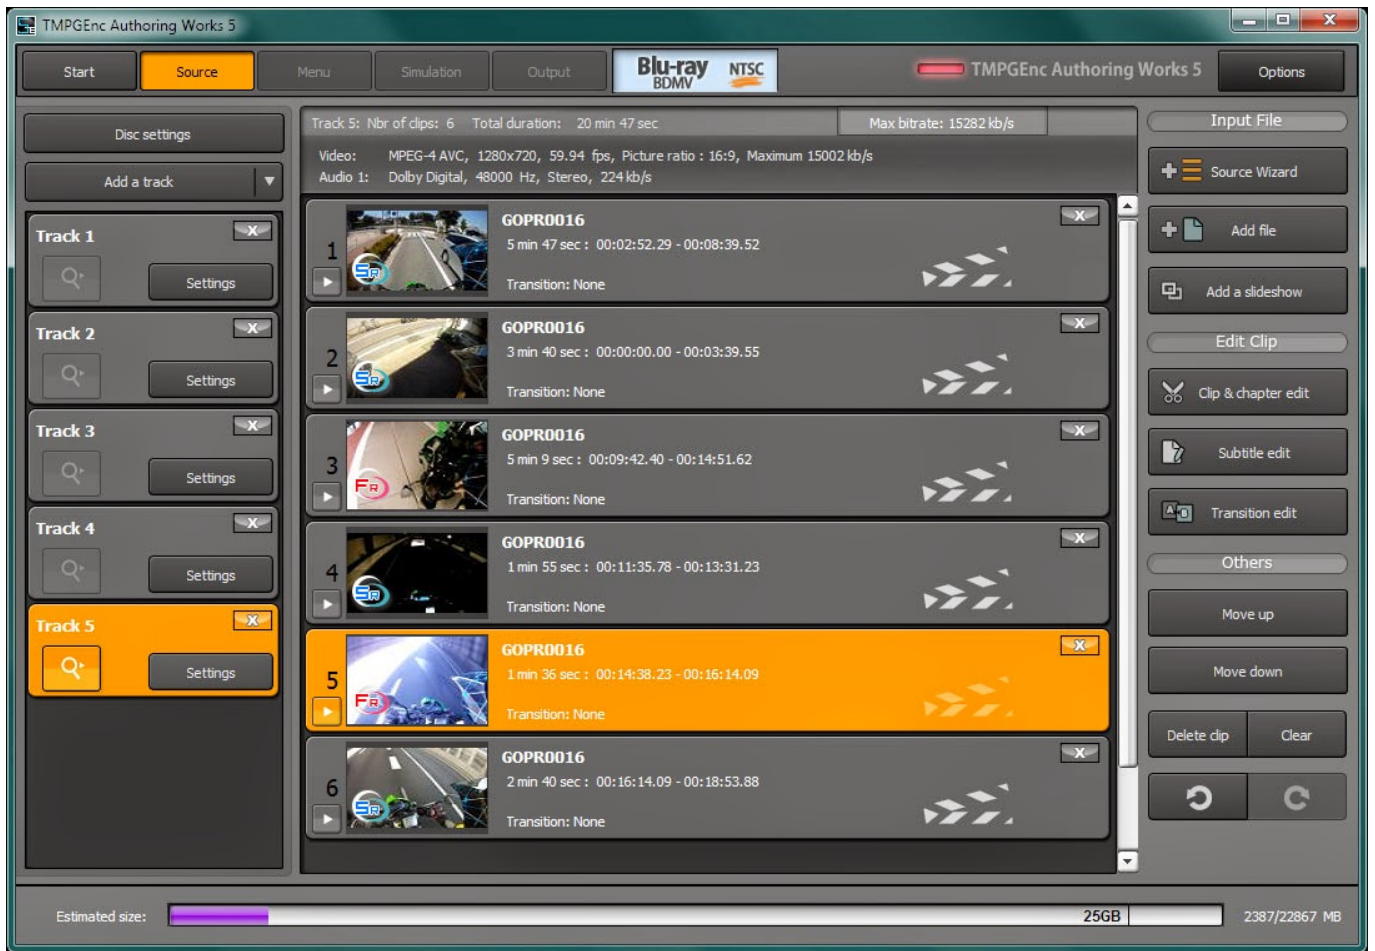 TMPGEnc Authoring Works 5
Start
Source
Menu
Simulation
Output
Blu-ray BDMV NTSC
TMPGEnc Authoring Works 5
Options
Disc settings
Add a track
Track 1
Settings
Track 2
Settings
Track 3
Settings
Track 4
Settings
Track 5
Settings
Track 5: Nbr of clips: 6 Total duration: 20 min 47 sec
Max bitrate: 15282 kb/s
Video: MPEG-4 AVC, 1280x720, 59.94 fps, Picture ratio : 16:9, Maximum 15002 kb/s
Audio 1: Dolby Digital, 48000 Hz, Stereo, 224 kb/s
1
SR
GOPR0016
5 min 47 sec : 00:02:52.29 - 00:08:39.52
Transition: None
X
2
SR
GOPR0016
3 min 40 sec : 00:00:00.00 - 00:03:39.55
Transition: None
X
3
FR
GOPR0016
5 min 9 sec : 00:09:42.40 - 00:14:51.62
Transition: None
X
4
SR
GOPR0016
1 min 55 sec : 00:11:35.78 - 00:13:31.23
Transition: None
X
5
FR
GOPR0016
1 min 36 sec : 00:14:38.23 - 00:16:14.09
Transition: None
X
6
SR
GOPR0016
2 min 40 sec : 00:16:14.09 - 00:18:53.88
Transition: None
X
Input File
Source Wizard
Add file
Add a slideshow
Edit Clip
Clip & chapter edit
Subtitle edit
Transition edit
Others
Move up
Move down
Delete clip
Clear
Estimated size:
25GB
2387/22867 MB